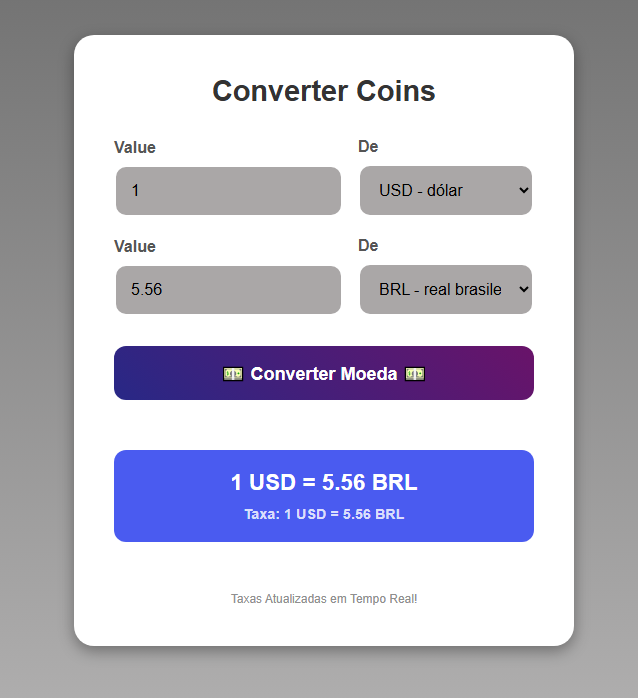 Converter Coins
Value De
1 USD - dólar
Value De
5.56 BRL - real brasile
💵 Converter Moeda 💵
1 USD = 5.56 BRL
Taxa: 1 USD = 5.56 BRL
Taxas Atualizadas em Tempo Real!